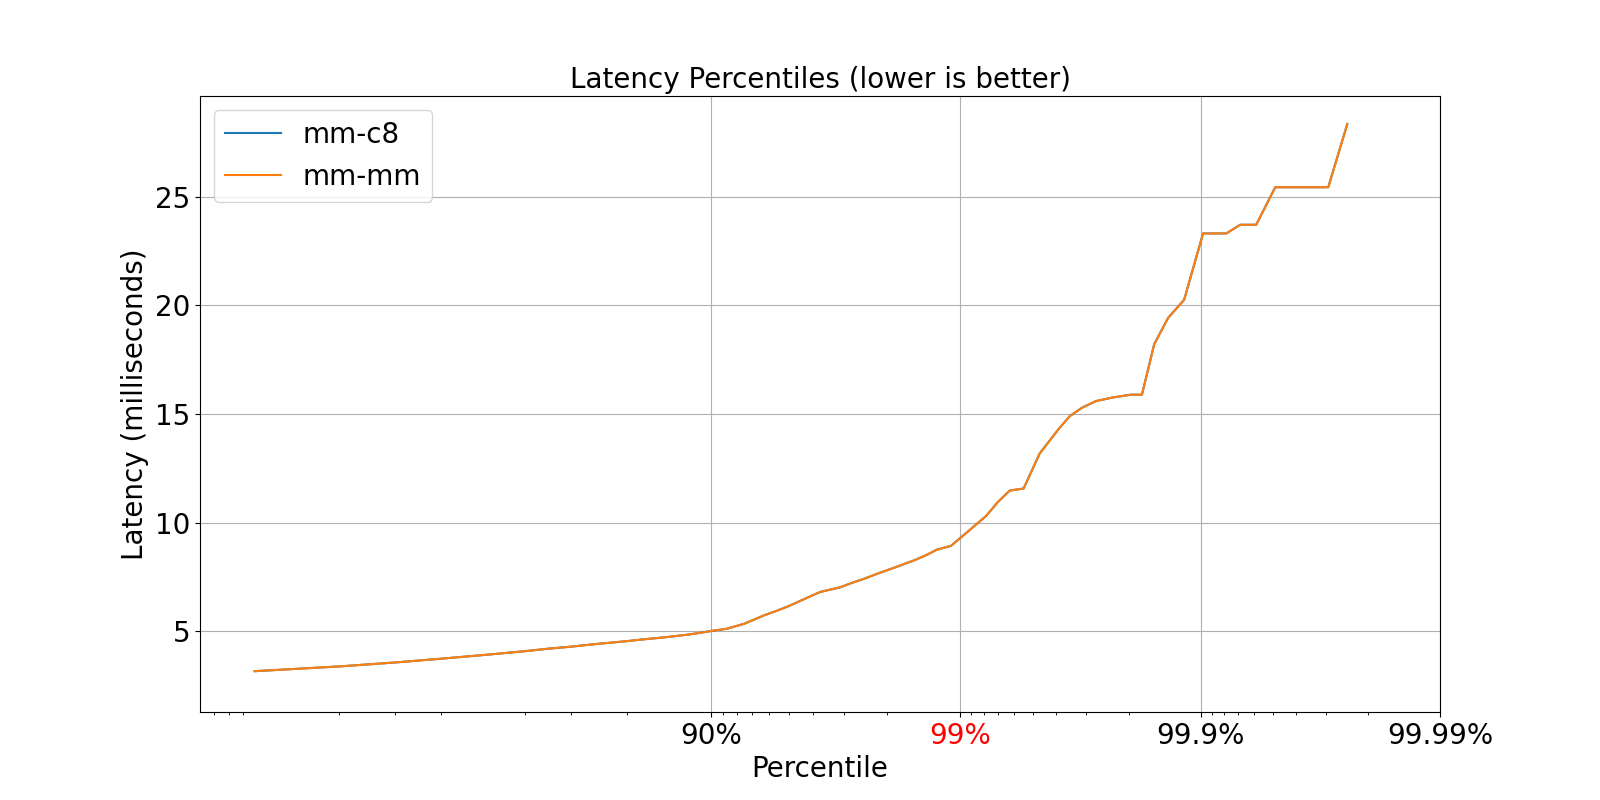 Latency Percentiles (lower is better)
mm-c8
mm-mm
25
20
15
10
5
Latency (milliseconds)
90%
99%
99.9%
99.99%
Percentile